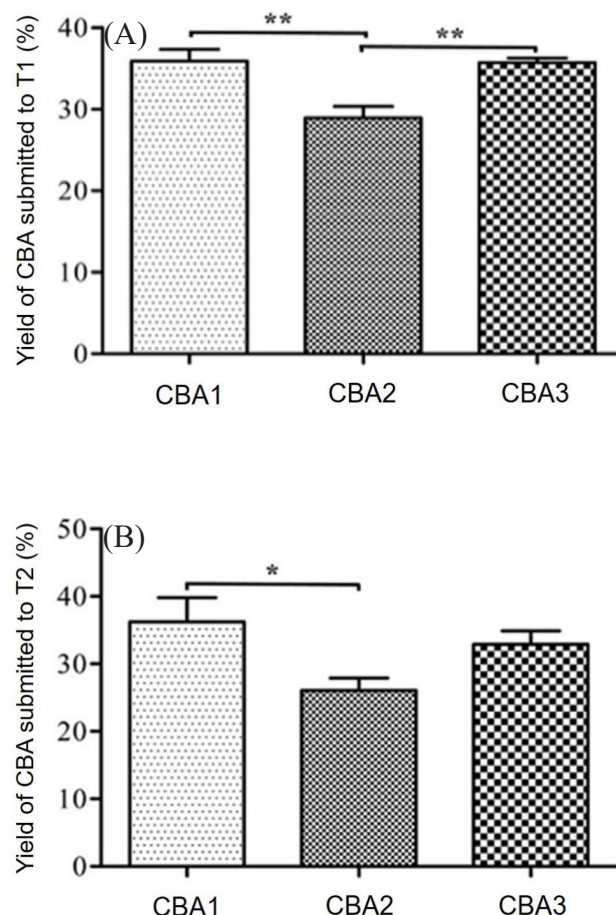 (A)
Yield of CBA submitted to T1 (%)
40
30
20
10
0
**
**
CBA1
CBA2
CBA3
(B)
Yield of CBA submitted to T2 (%)
50
40
30
20
10
0
*
CBA1
CBA2
CBA3